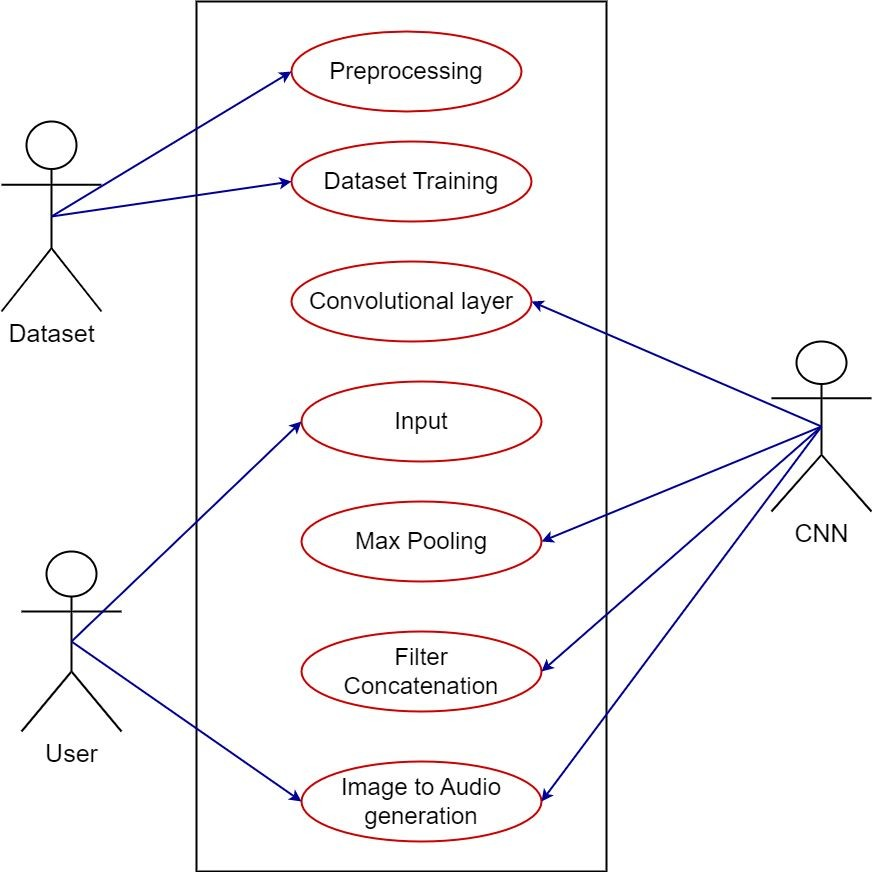 Preprocessing
Dataset Training
Dataset
Convolutional layer
Input
Max Pooling
CNN
Filter
Concatenation
User
Image to Audio
generation